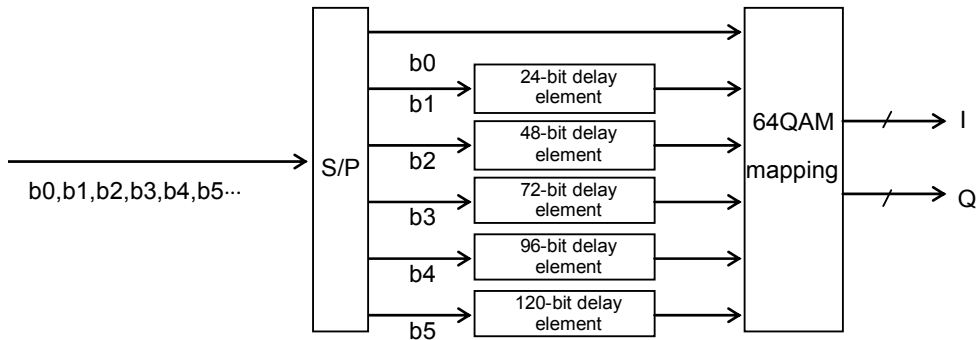 b0
24-bit delay
element
b1
48-bit delay
element
b2
64QAM
mapping
I
S/P
b0,b1,b2,b3,b4,b5···
72-bit delay
element
b3
Q
96-bit delay
element
b4
120-bit delay
element
b5